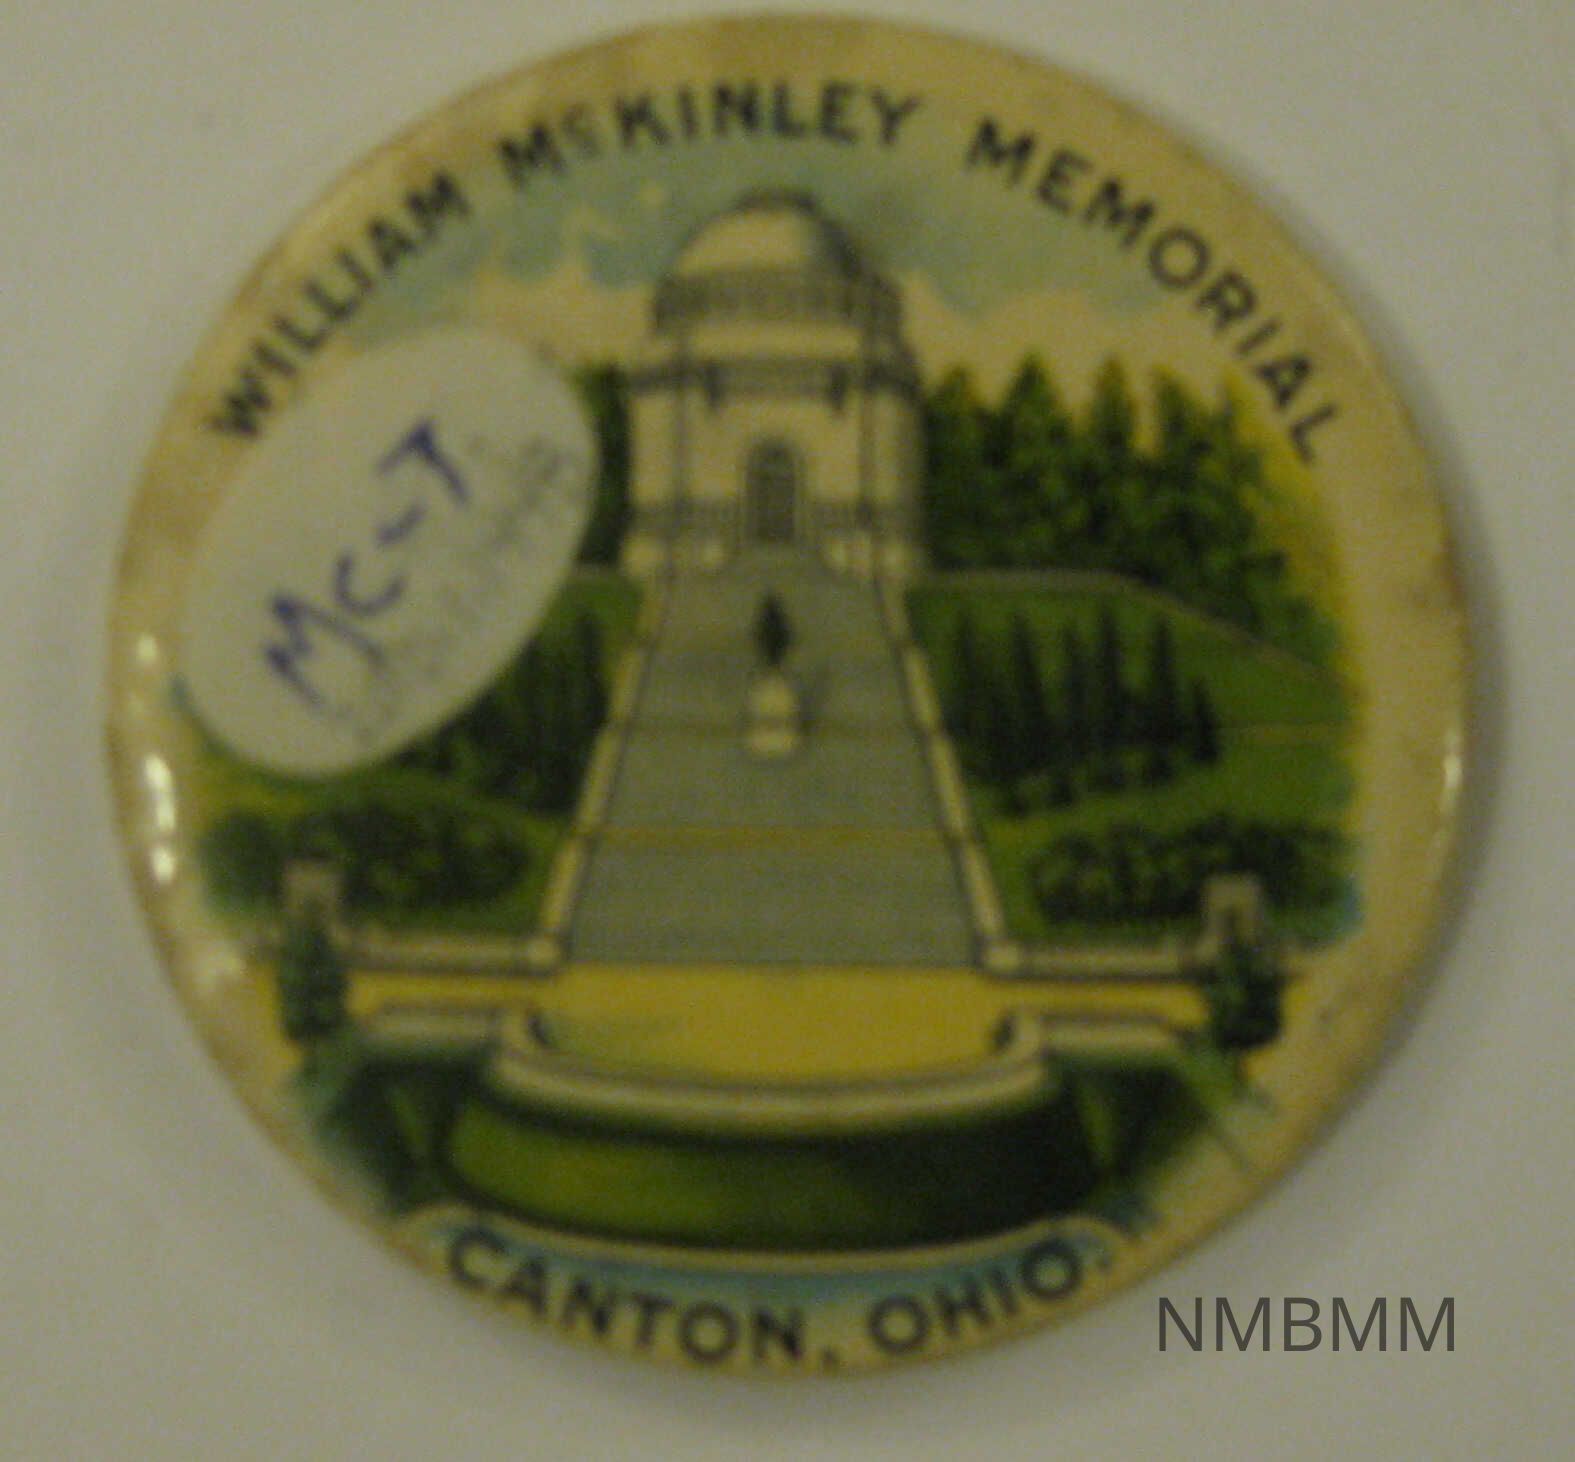 WILLIAM McKINLEY MEMORIAL
MC-T
CANTON, OHIO.
NMBMM